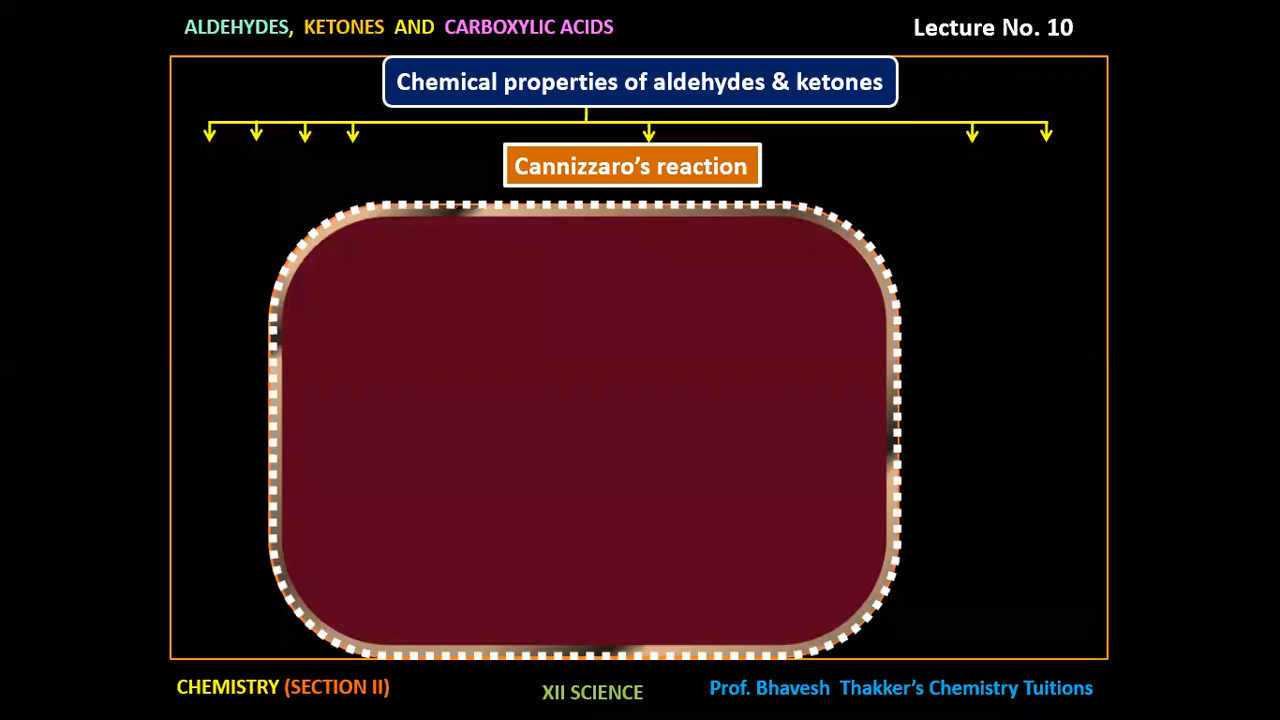 ALDEHYDES, KETONES AND CARBOXYLIC ACIDS
Lecture No. 10
Chemical properties of aldehydes & ketones
Cannizzaro’s reaction
CHEMISTRY (SECTION II)
XII SCIENCE
Prof. Bhavesh Thakker’s Chemistry Tuitions